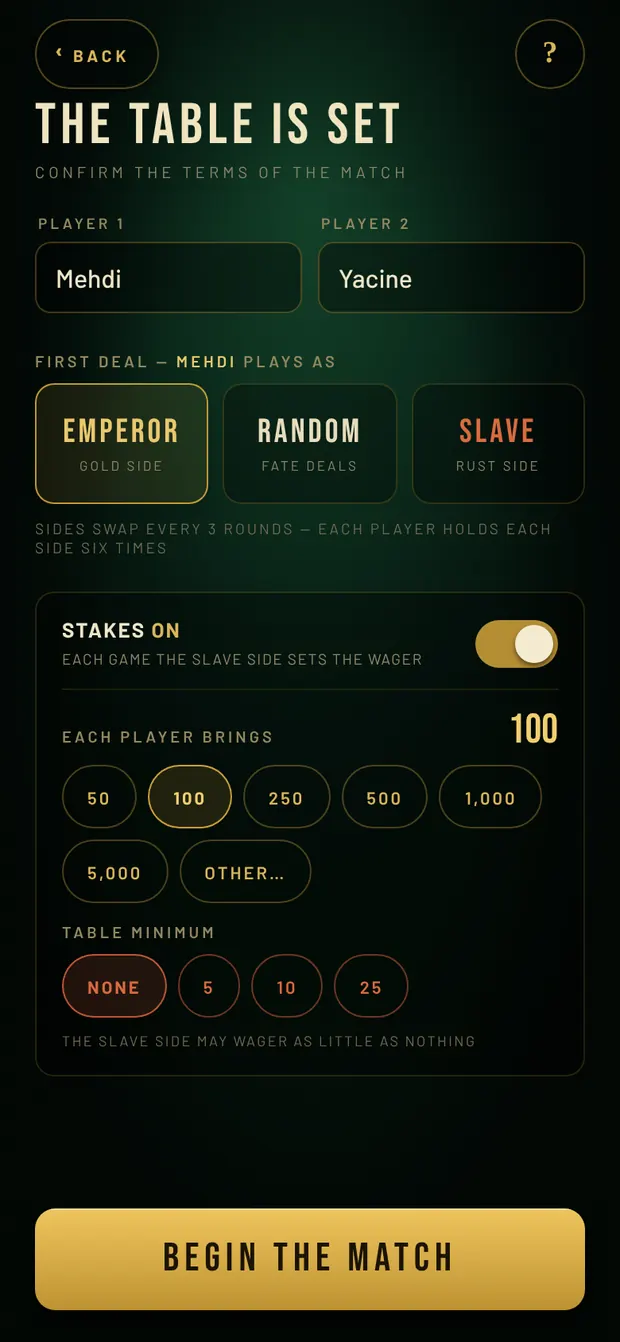 ‹ BACK
?
THE TABLE IS SET
CONFIRM THE TERMS OF THE MATCH
PLAYER 1
PLAYER 2
Mehdi
Yacine
FIRST DEAL — MEHDI PLAYS AS
EMPEROR
RANDOM
SLAVE
GOLD SIDE
FATE DEALS
RUST SIDE
SIDES SWAP EVERY 3 ROUNDS — EACH PLAYER HOLDS EACH
SIDE SIX TIMES
STAKES ON
EACH GAME THE SLAVE SIDE SETS THE WAGER
EACH PLAYER BRINGS
100
50
100
250
500
1,000
5,000
OTHER…
TABLE MINIMUM
NONE
5
10
25
THE SLAVE SIDE MAY WAGER AS LITTLE AS NOTHING
BEGIN THE MATCH